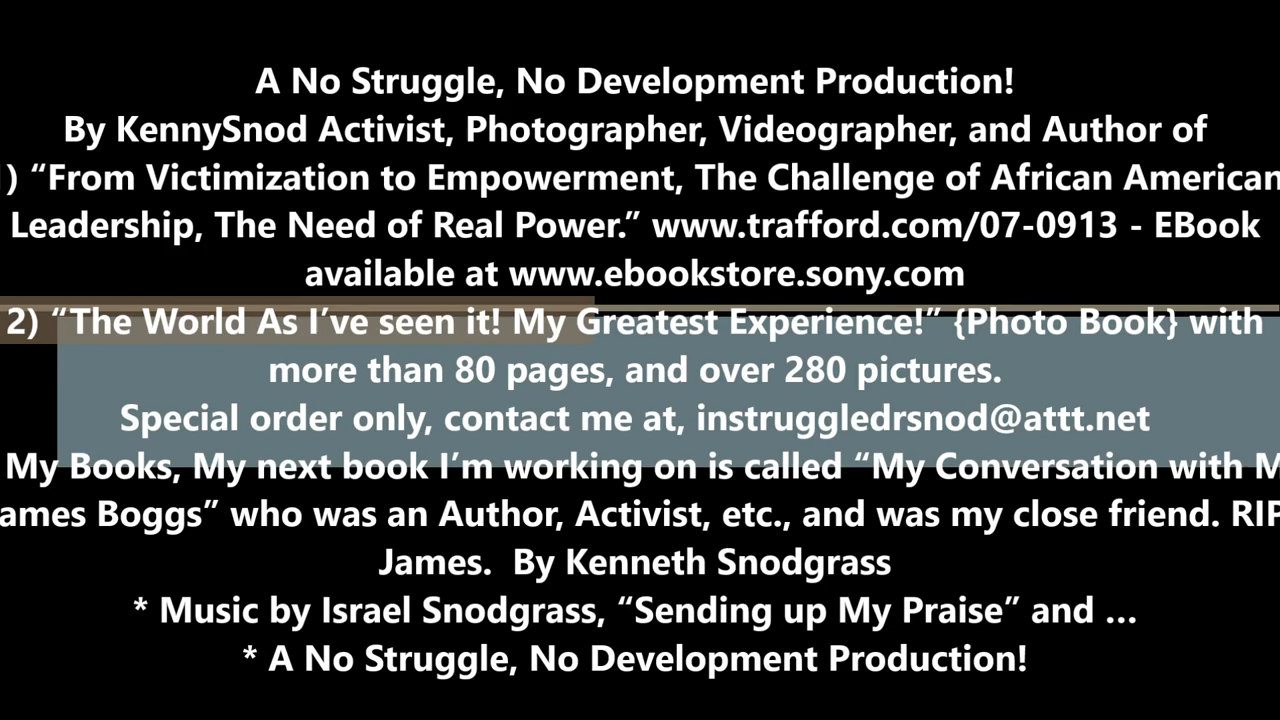 A No Struggle, No Development Production!
By KennySnod Activist, Photographer, Videographer, and Author of
) “From Victimization to Empowerment, The Challenge of African American
Leadership, The Need of Real Power.” www.trafford.com/07-0913 - EBook
available at www.ebookstore.sony.com
2) “The World As I’ve seen it! My Greatest Experience!” {Photo Book} with
more than 80 pages, and over 280 pictures.
Special order only, contact me at, instruggledrsnod@attt.net
My Books, My next book I’m working on is called “My Conversation with M
ames Boggs” who was an Author, Activist, etc., and was my close friend. RIP
James.  By Kenneth Snodgrass
* Music by Israel Snodgrass, “Sending up My Praise” and ...
* A No Struggle, No Development Production!